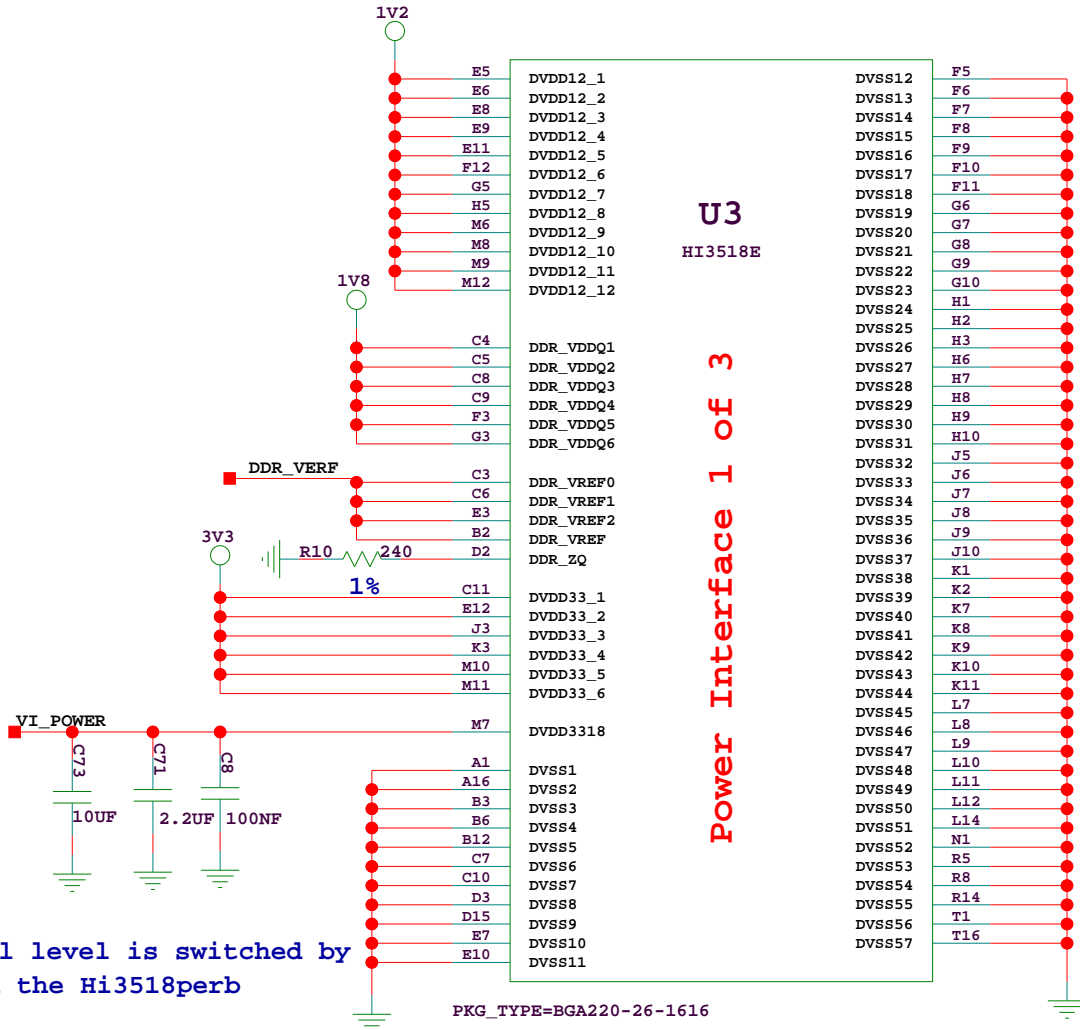 1V2
E5 DVDD12_1
E6 DVDD12_2
E8 DVDD12_3
E9 DVDD12_4
E11 DVDD12_5
F12 DVDD12_6
G5 DVDD12_7
H5 DVDD12_8
M6 DVDD12_9
M8 DVDD12_10
M9 DVDD12_11
M12 DVDD12_12
1V8
C4 DDR_VDDQ1
C5 DDR_VDDQ2
C8 DDR_VDDQ3
C9 DDR_VDDQ4
F3 DDR_VDDQ5
G3 DDR_VDDQ6
DDR_VERF
C3 DDR_VREF0
C6 DDR_VREF1
E3 DDR_VREF2
B2 DDR_VREF
R10 240 D2 DDR_ZQ
1%
3V3
C11 DVDD33_1
E12 DVDD33_2
J3 DVDD33_3
K3 DVDD33_4
M10 DVDD33_5
M11 DVDD33_6
VI_POWER
M7 DVDD3318
C73
10UF
C71
2.2UF
C8
100NF
A1 DVSS1
A16 DVSS2
B3 DVSS3
B6 DVSS4
B12 DVSS5
C7 DVSS6
C10 DVSS7
D3 DVSS8
D15 DVSS9
E7 DVSS10
E10 DVSS11
U3
HI3518E
Power Interface 1 of 3
DVSS12 F5
DVSS13 F6
DVSS14 F7
DVSS15 F8
DVSS16 F9
DVSS17 F10
DVSS18 F11
DVSS19 G6
DVSS20 G7
DVSS21 G8
DVSS22 G9
DVSS23 G10
DVSS24 H1
DVSS25 H2
DVSS26 H3
DVSS27 H6
DVSS28 H7
DVSS29 H8
DVSS30 H9
DVSS31 H10
DVSS32 J5
DVSS33 J6
DVSS34 J7
DVSS35 J8
DVSS36 J9
DVSS37 J10
DVSS38 K1
DVSS39 K2
DVSS40 K7
DVSS41 K8
DVSS42 K9
DVSS43 K10
DVSS44 K11
DVSS45 L7
DVSS46 L8
DVSS47 L9
DVSS48 L10
DVSS49 L11
DVSS50 L12
DVSS51 L14
DVSS52 N1
DVSS53 R5
DVSS54 R8
DVSS55 R14
DVSS56 T1
DVSS57 T16
level is switched by
the Hi3518perb
PKG_TYPE=BGA220-26-1616